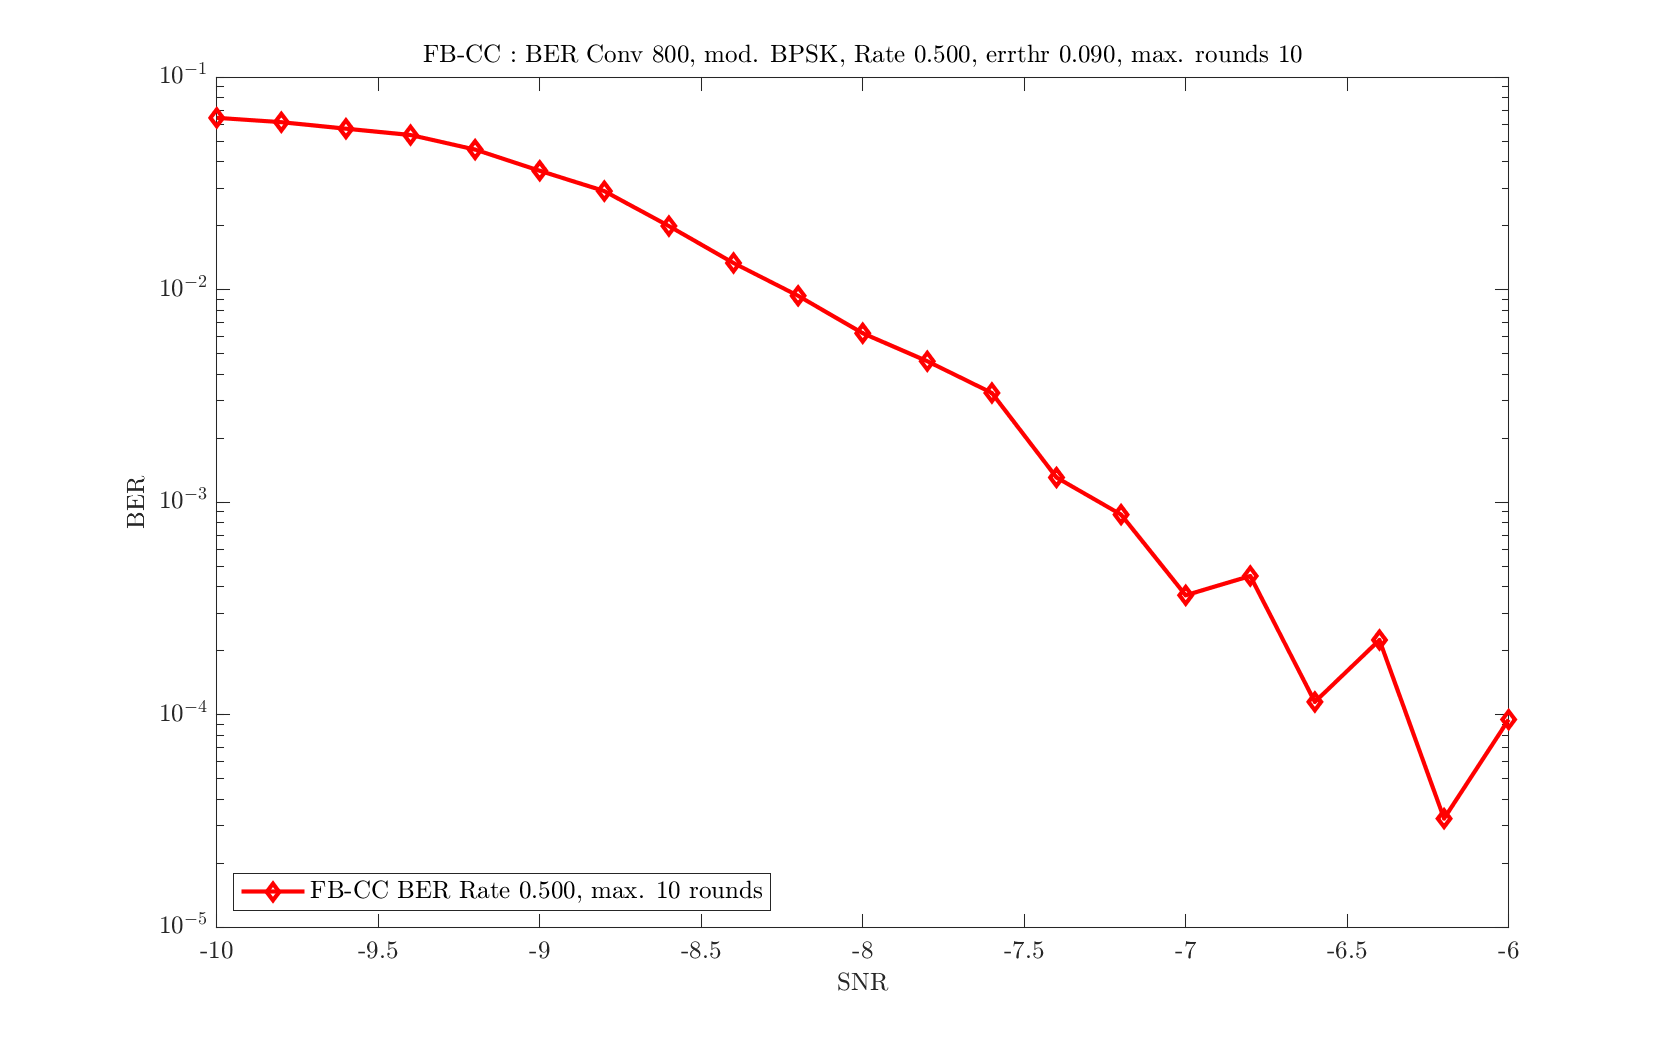 FB-CC : BER Conv 800, mod. BPSK, Rate 0.500, errthr 0.090, max. rounds 10
10^{-1}
10^{-2}
10^{-3}
10^{-4}
10^{-5}
BER
FB-CC BER Rate 0.500, max. 10 rounds
-10 -9.5 -9 -8.5 -8 -7.5 -7 -6.5 -6
SNR